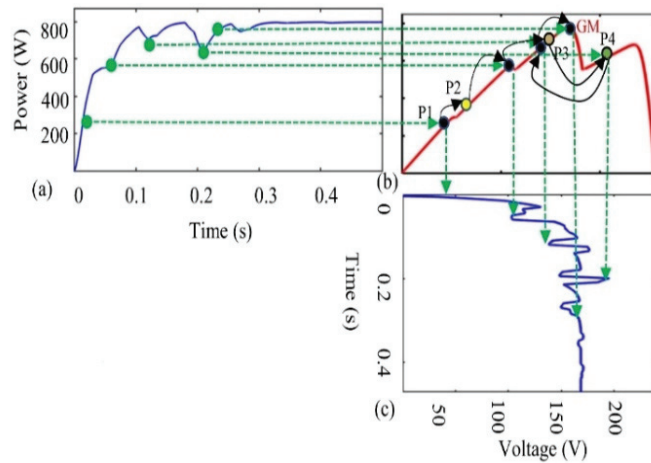 Power (W)
800
600
400
200
0
0.1
0.2
0.3
0.4
Time (s)
(a)
P1
P2
P3
GM
P4
(b)
Time (s)
0
0.2
0.4
50
100
150
200
Voltage (V)
(c)